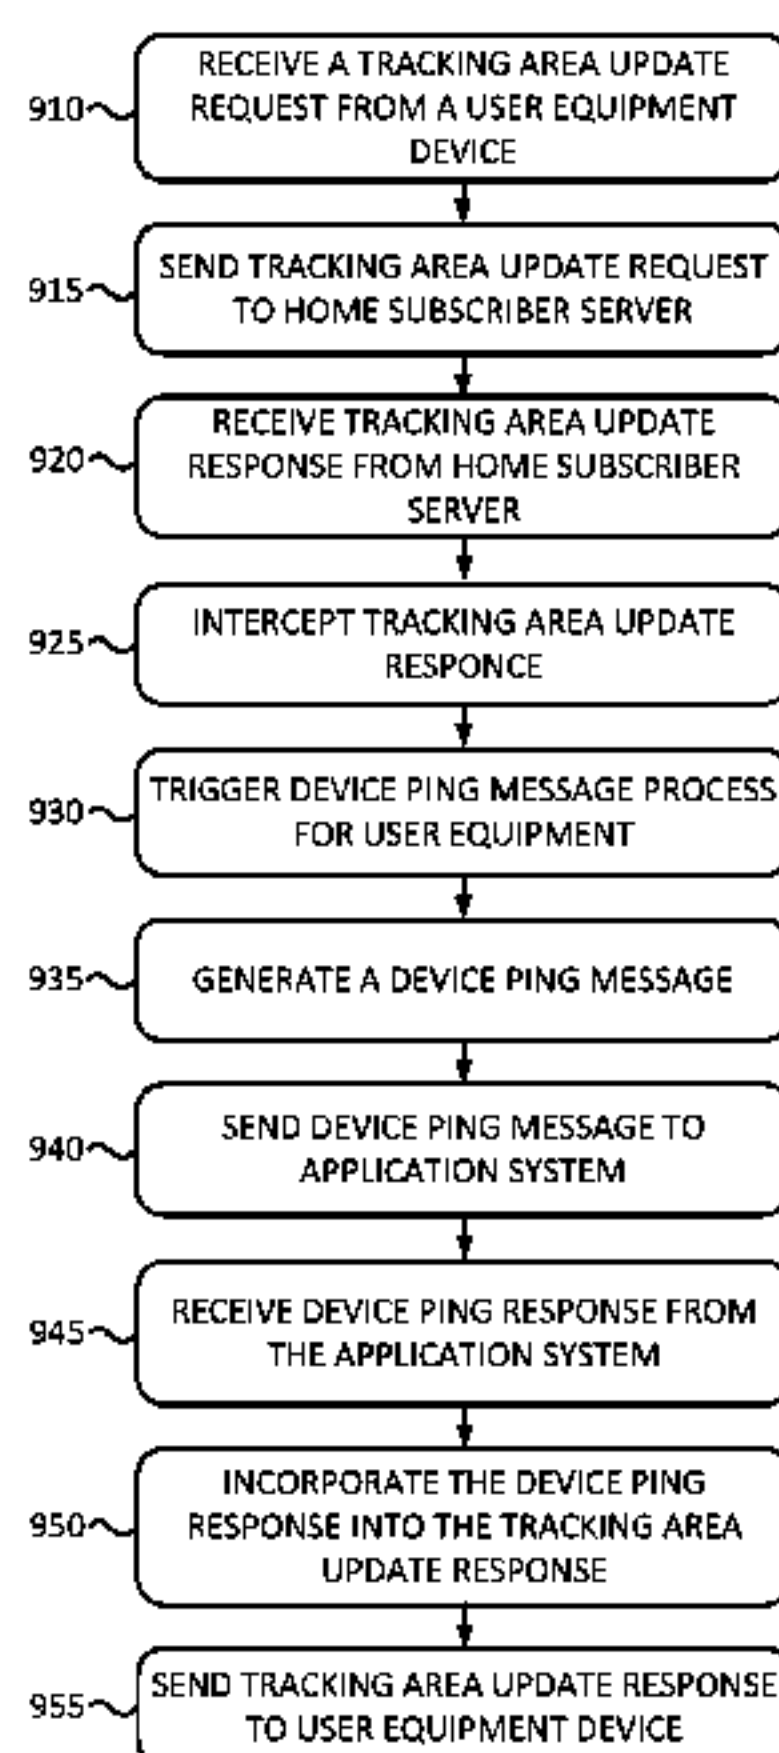 RECEIVE A TRACKING AREA UPDATE
910
REQUEST FROM A USER EQUIPMENT
DEVICE
SEND TRACKING AREA UPDATE REQUEST
915
TO HOME SUBSCRIBER SERVER
RECEIVE TRACKING AREA UPDATE
920
RESPONSE FROM HOME SUBSCRIBER
SERVER
INTERCEPT TRACKING AREA UPDATE
925
RESPONCE
TRIGGER DEVICE PING MESSAGE PROCESS
930
FOR USER EQUIPMENT
935
GENERATE A DEVICE PING MESSAGE
SEND DEVICE PING MESSAGE TO
940
APPLICATION SYSTEM
RECEIVE DEVICE PING RESPONSE FROM
945
THE APPLICATION SYSTEM
INCORPORATE THE DEVICE PING
950
RESPONSE INTO THE TRACKING AREA
UPDATE RESPONSE
SEND TRACKING AREA UPDATE RESPONSE
955
TO USER EQUIPMENT DEVICE